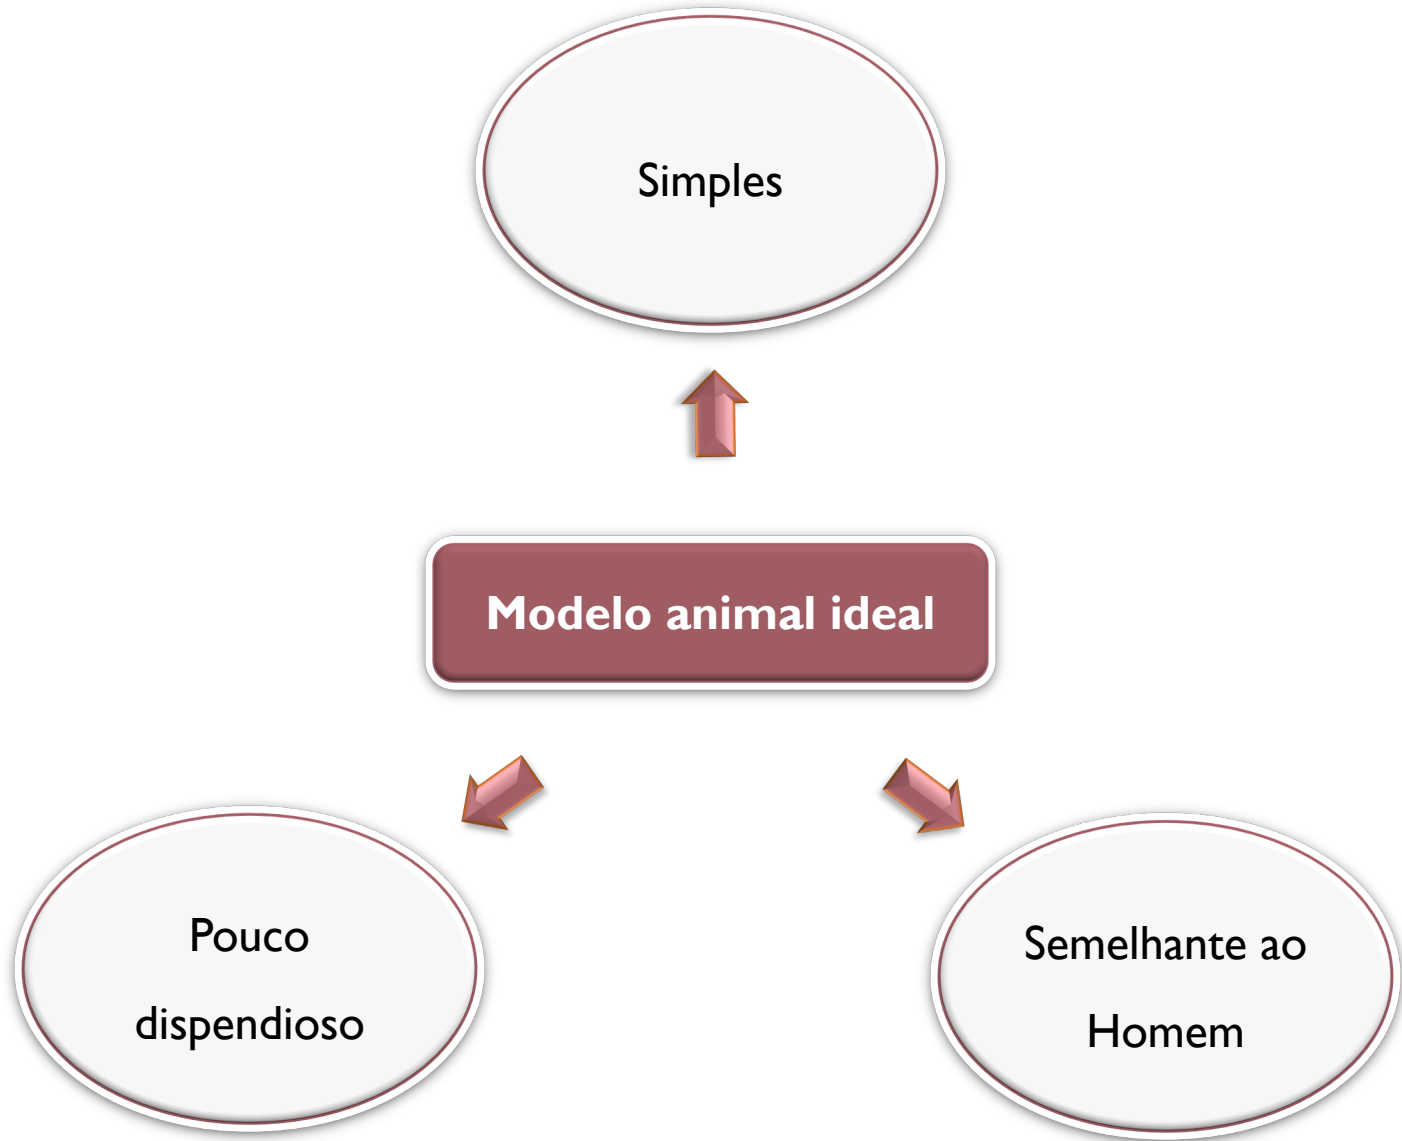 Simples
Modelo animal ideal
Pouco
dispendioso
Semelhante ao
Homem